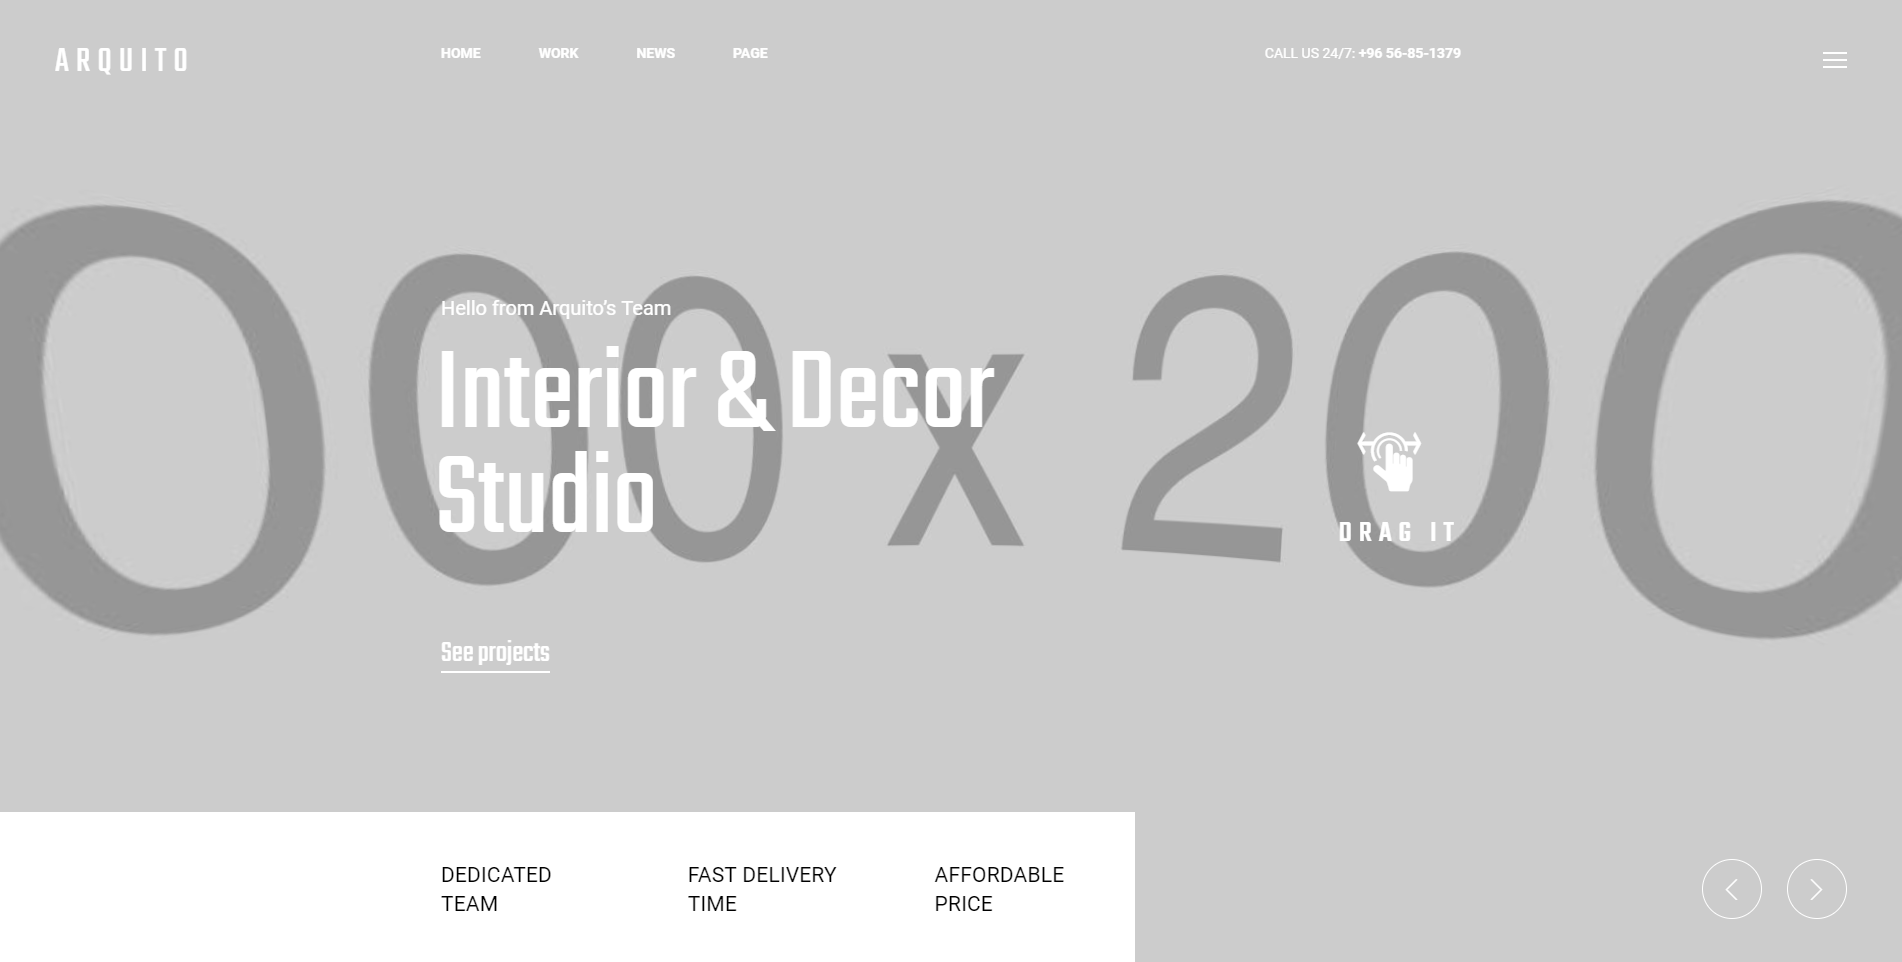 ARQUITO
HOME WORK NEWS PAGE
CALL US 24/7: +96 56-85-1379
000 x 200
Hello from Arquito’s Team
Interior & Decor
Studio
DRAG IT
See projects
DEDICATED
TEAM
FAST DELIVERY
TIME
AFFORDABLE
PRICE